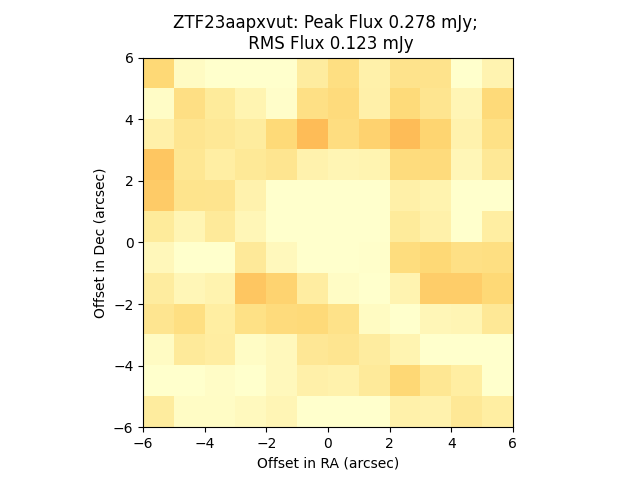 ZTF23aapxvut: Peak Flux 0.278 mJy;
RMS Flux 0.123 mJy
6
4
2
0
−2
−4
−6
Offset in Dec (arcsec)
−6 −4 −2 0 2 4 6
Offset in RA (arcsec)